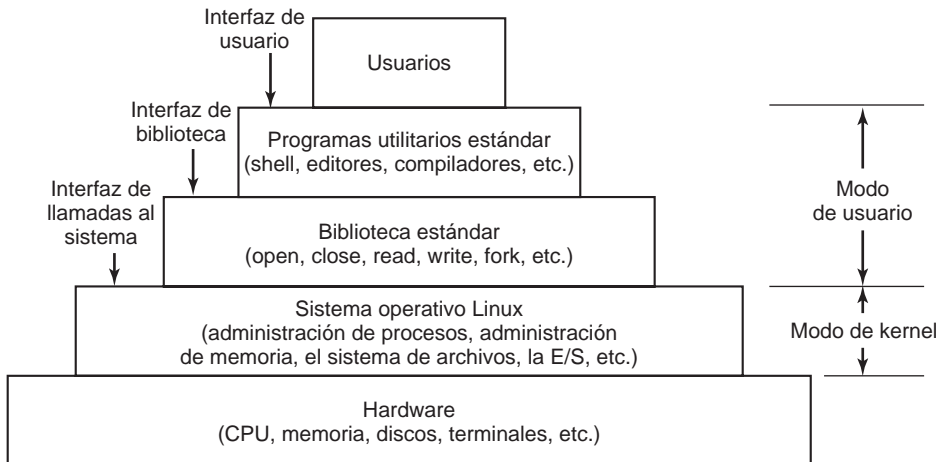 Interfaz de
usuario
Usuarios
Interfaz de
biblioteca
Programas utilitarios estándar
(shell, editores, compiladores, etc.)
Interfaz de
llamadas al
sistema
Biblioteca estándar
(open, close, read, write, fork, etc.)
Modo
de usuario
Sistema operativo Linux
(administración de procesos, administración
de memoria, el sistema de archivos, la E/S, etc.)
Modo de kernel
Hardware
(CPU, memoria, discos, terminales, etc.)